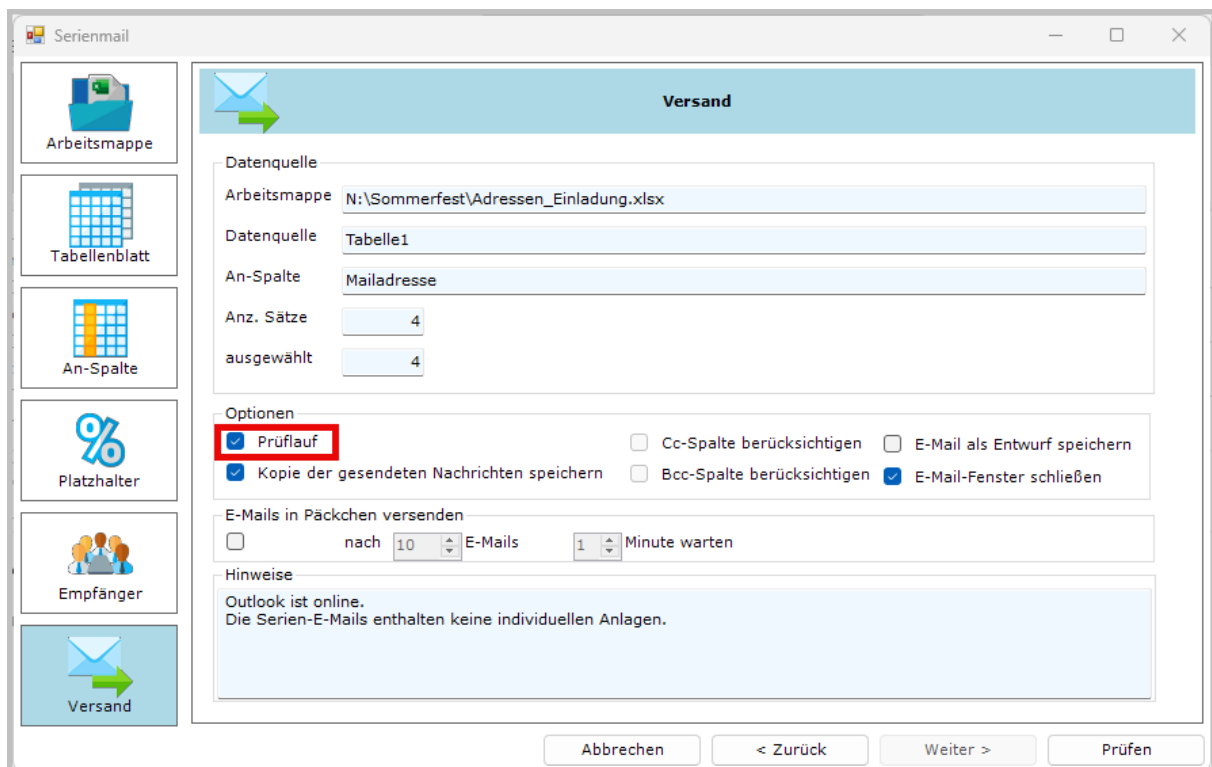 Serienmail
Arbeitsmappe
Tabellenblatt
An-Spalte
Platzhalter
Empfänger
Versand
Versand
Datenquelle
Arbeitsmappe N:\Sommerfest\Adressen_Einladung.xlsx
Datenquelle Tabelle1
An-Spalte Mailadresse
Anz. Sätze 4
ausgewählt 4
Optionen
Prüflauf Cc-Spalte berücksichtigen E-Mail als Entwurf speichern
Kopie der gesendeten Nachrichten speichern Bcc-Spalte berücksichtigen E-Mail-Fenster schließen
E-Mails in Päckchen versenden
nach 10 E-Mails 1 Minute warten
Hinweise
Outlook ist online.
Die Serien-E-Mails enthalten keine individuellen Anlagen.
Abbrechen < Zurück Weiter > Prüfen